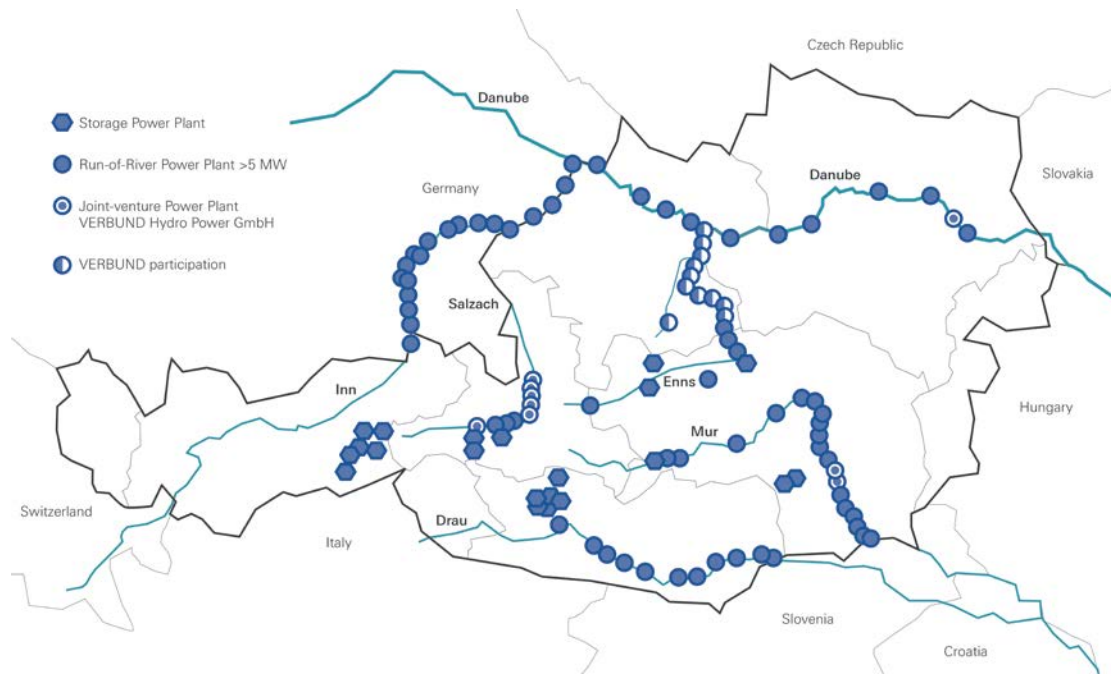 Czech Republic
Danube
Storage Power Plant
Run-of-River Power Plant >5 MW
Joint-venture Power Plant
VERBUND Hydro Power GmbH
VERBUND participation
Germany
Danube
Slovakia
Salzach
Inn
Enns
Hungary
Mur
Switzerland
Italy
Drau
Slovenia
Croatia